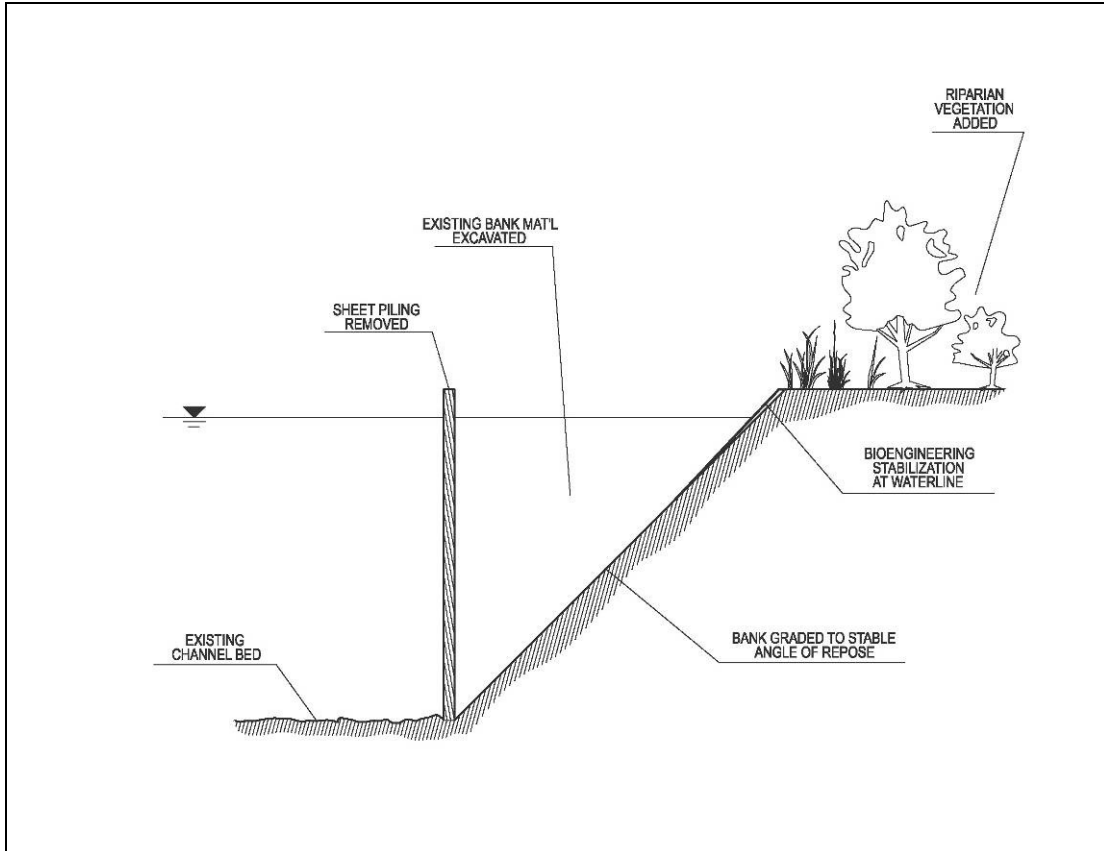 RIPARIAN
VEGETATION
ADDED
EXISTING BANK MAT'L
EXCAVATED
SHEET PILING
REMOVED
BIOENGINEERING
STABILIZATION
AT WATERLINE
BANK GRADED TO STABLE
ANGLE OF REPOSE
EXISTING
CHANNEL BED